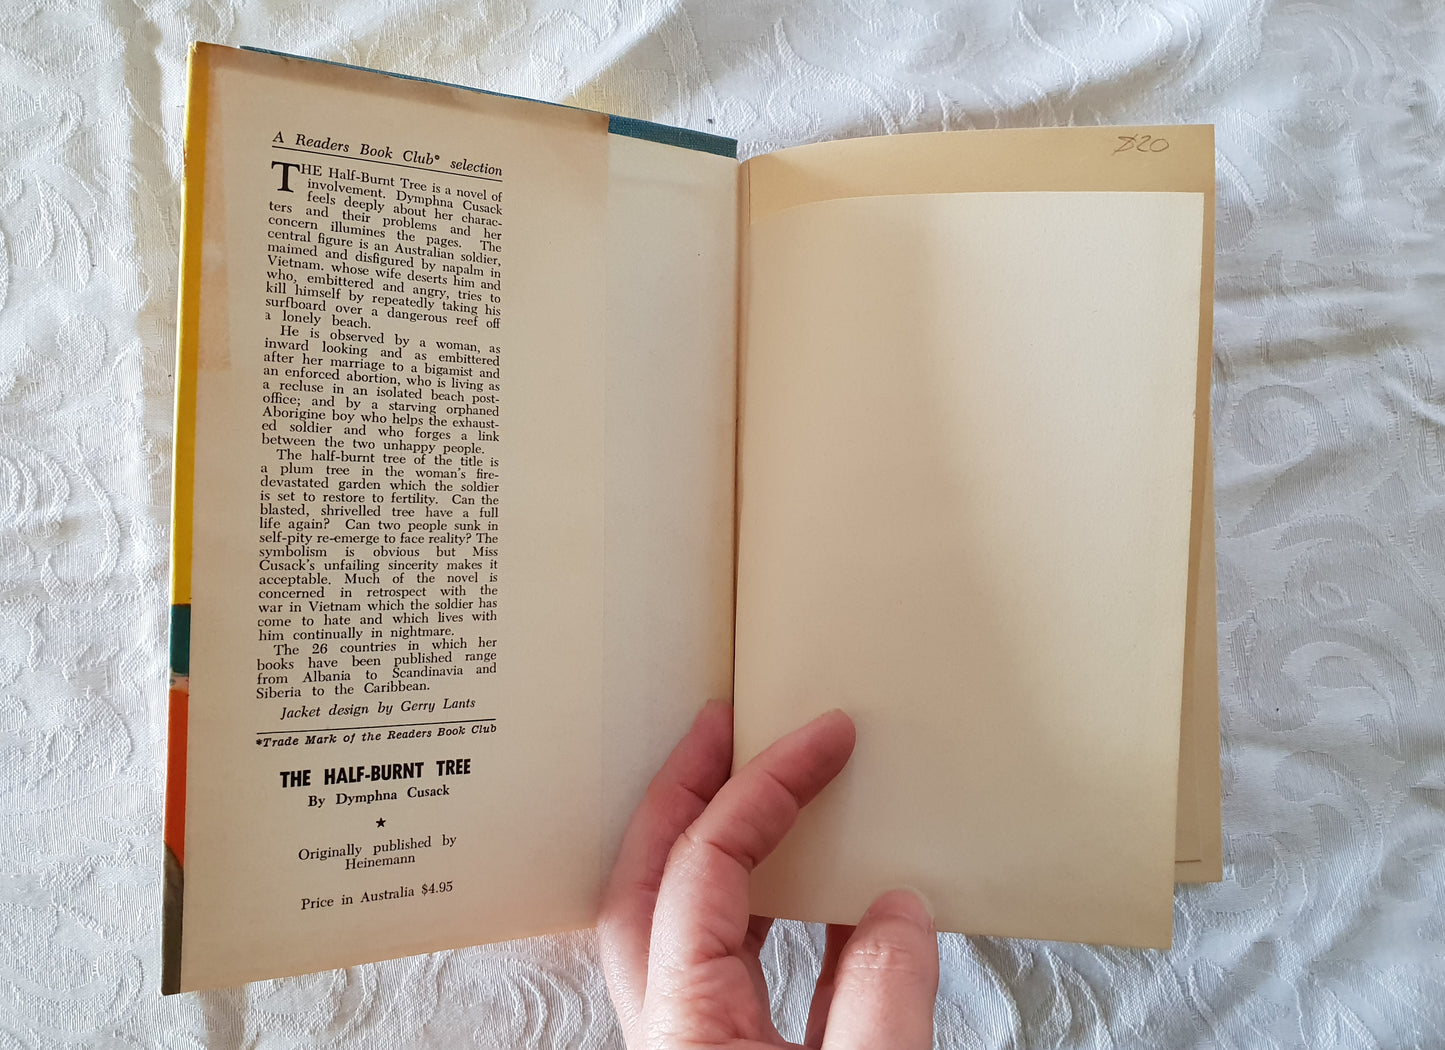 A Readers Book Club* selection
THE Half-Burnt Tree is a novel of
involvement. Dymphna Cusack
feels deeply about her charac-
ters and their problems and her
concern illumines the pages. The
central figure is an Australian soldier,
maimed and disfigured by napalm in
Vietnam. whose wife deserts him and
who, embittered and angry, tries to
kill himself by repeatedly taking his
surfboard over a dangerous reef off
a lonely beach.
He is observed by a woman, as
inward looking and as embittered
after her marriage to a bigamist and
an enforced abortion, who is living as
a recluse in an isolated beach post-
office; and by a starving orphaned
Aborigine boy who helps the exhaust-
ed soldier and who forges a link
between the two unhappy people.
The half-burnt tree of the title is
a plum tree in the woman's fire-
devastated garden which the soldier
is set to restore to fertility. Can the
blasted, shrivelled tree have a full
life again? Can two people sunk in
self-pity re-emerge to face reality? The
symbolism is obvious but Miss
Cusack's unfailing sincerity makes it
acceptable. Much of the novel is
concerned in retrospect with the
war in Vietnam which the soldier has
come to hate and which lives with
him continually in nightmare.
The 26 countries in which her
books have been published range
from Albania to Scandinavia and
Siberia to the Caribbean.
Jacket design by Gerry Lants
*Trade Mark of the Readers Book Club
THE HALF-BURNT TREE
By Dymphna Cusack
★
Originally published by
Heinemann
Price in Australia $4.95
$20